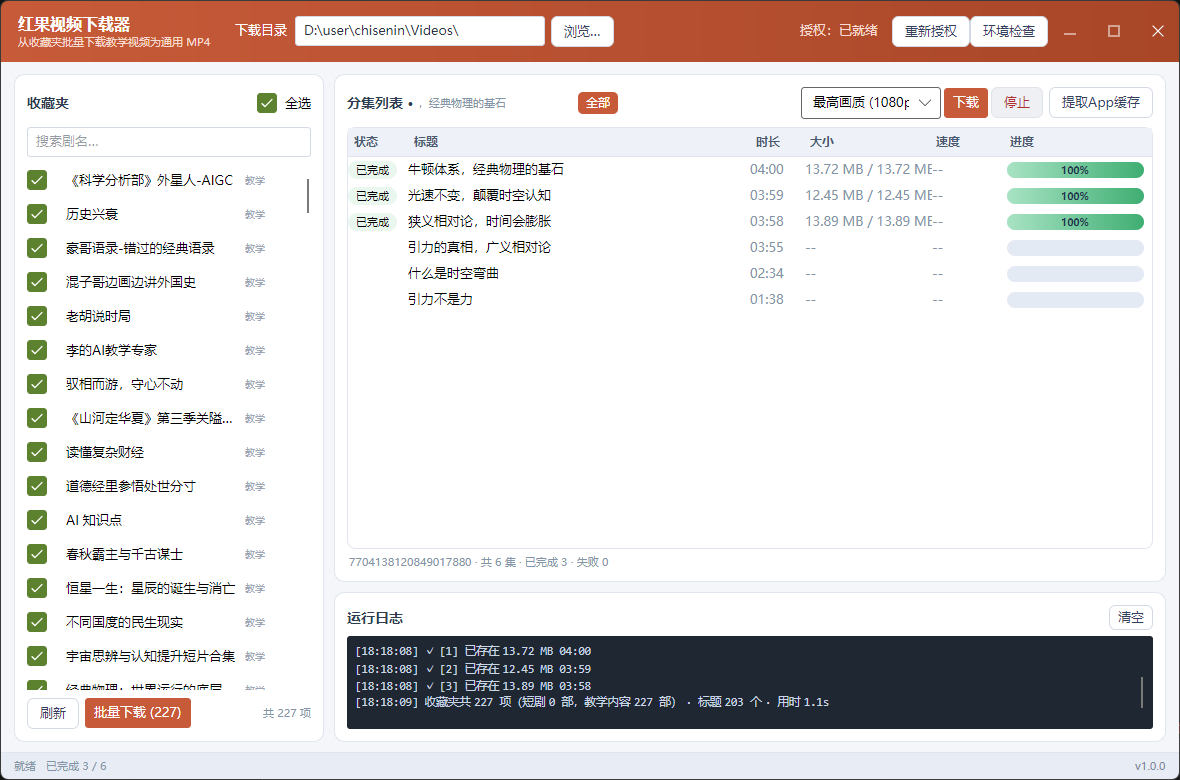 红果视频下载器
从收藏夹批量下载教学视频为通用 MP4
下载目录 D:\user\chisenin\Videos\ 浏览...
授权：已就绪 重新授权 环境检查
收藏夹 全选
搜索剧名...
《科学分析部》外星人-AIGC 教学
历史兴衰 教学
豪哥语录-错过的经典语录 教学
混子哥边画边讲外国史 教学
老胡说时局 教学
李的AI教学专家 教学
驭相而游，守心不动 教学
《山河定华夏》第三季关隘... 教学
读懂复杂财经 教学
道德经里参悟处世分寸 教学
AI 知识点 教学
春秋霸主与千古谋士 教学
恒星一生：星辰的诞生与消亡 教学
不同国度的民生现实 教学
宇宙思辨与认知提升短片合集 教学
刷新 批量下载 (227) 共 227 项
分集列表 • ，经典物理的基石 全部 最高画质 (1080p 下载 停止 提取App缓存
状态 标题 时长 大小 速度 进度
已完成 牛顿体系，经典物理的基石 04:00 13.72 MB / 13.72 ME-- 100%
已完成 光速不变，颠覆时空认知 03:59 12.45 MB / 12.45 ME-- 100%
已完成 狭义相对论，时间会膨胀 03:58 13.89 MB / 13.89 ME-- 100%
引力的真相，广义相对论 03:55 -- --
什么是时空弯曲 02:34 -- --
引力不是力 01:38 -- --
7704138120849017880 · 共 6 集 · 已完成 3 · 失败 0
运行日志 清空
[18:18:08] ✓ [1] 已存在 13.72 MB 04:00
[18:18:08] ✓ [2] 已存在 12.45 MB 03:59
[18:18:08] ✓ [3] 已存在 13.89 MB 03:58
[18:18:09] 收藏夹共 227 项（短剧 0 部，教学内容 227 部） · 标题 203 个 · 用时 1.1s
就绪 已完成 3 / 6 v1.0.0